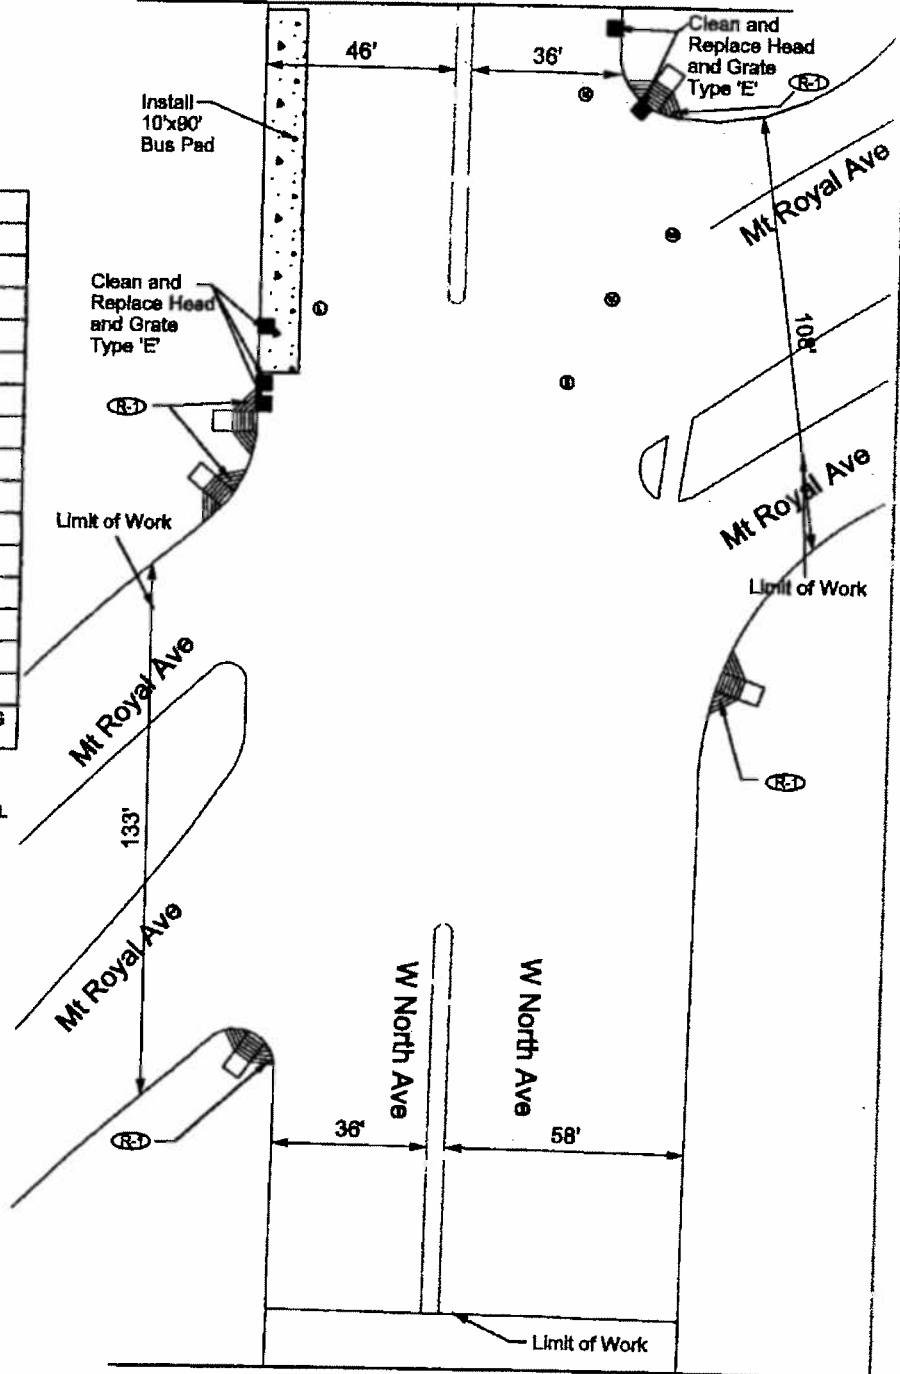 46'
36'
Clean and
Replace Head
and Grate
Type 'E'
R-1
Install
10'x90'
Bus Pad
Mt Royal Ave
Clean and
Replace Head
and Grate
Type 'E'
108'
R-1
Mt Royal Ave
Limit of Work
Limit of Work
Mt Royal Ave
R-1
133'
Mt Royal Ave
W North Ave
W North Ave
R-1
36'
58'
Limit of Work